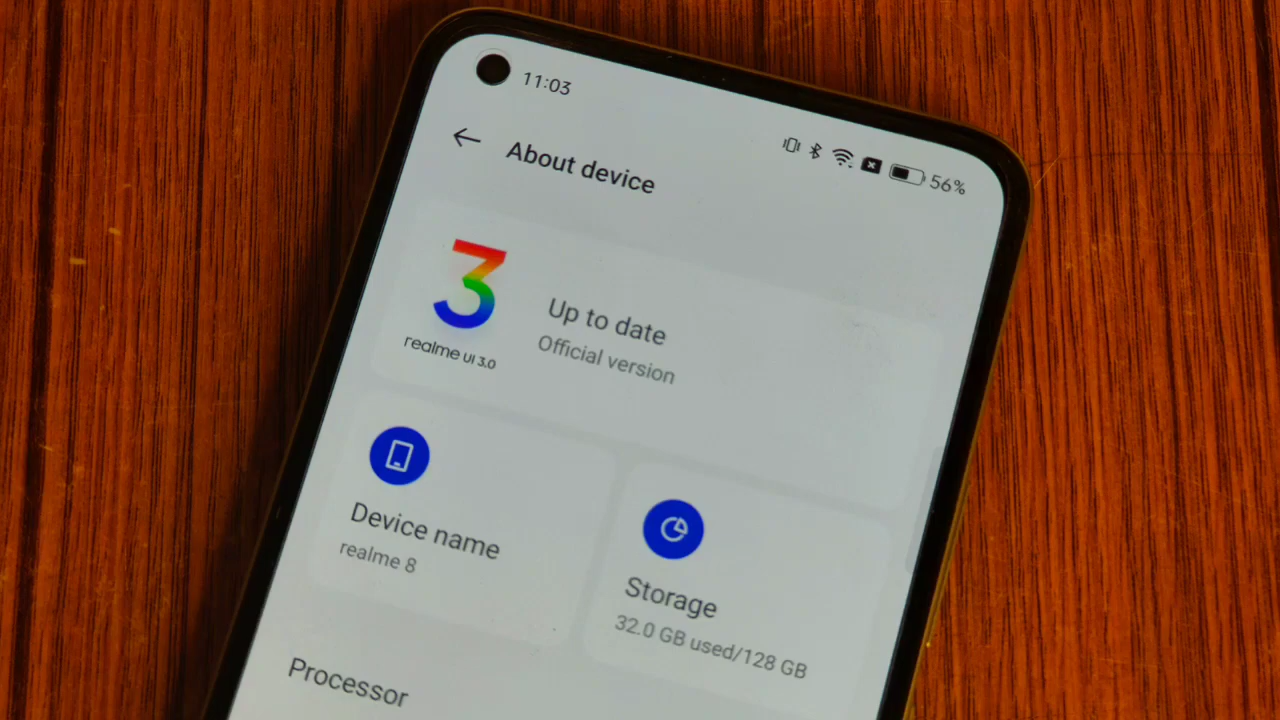 11:03
56%
About device
3
realme UI 3.0
Up to date
Official version
Device name
realme 8
Storage
32.0 GB used/128 GB
Processor